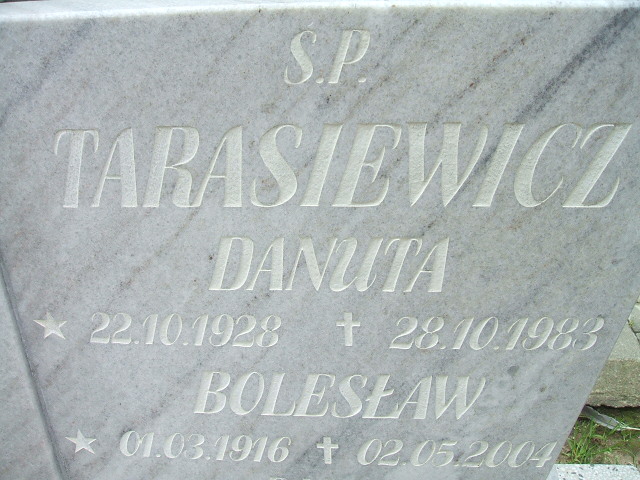 Ś.P.
TARASIEWICZ
DANUTA
★ 22.10.1928 ✝ 28.10.1983
BOLESŁAW
★ 01.03.1916 ✝ 02.05.2004